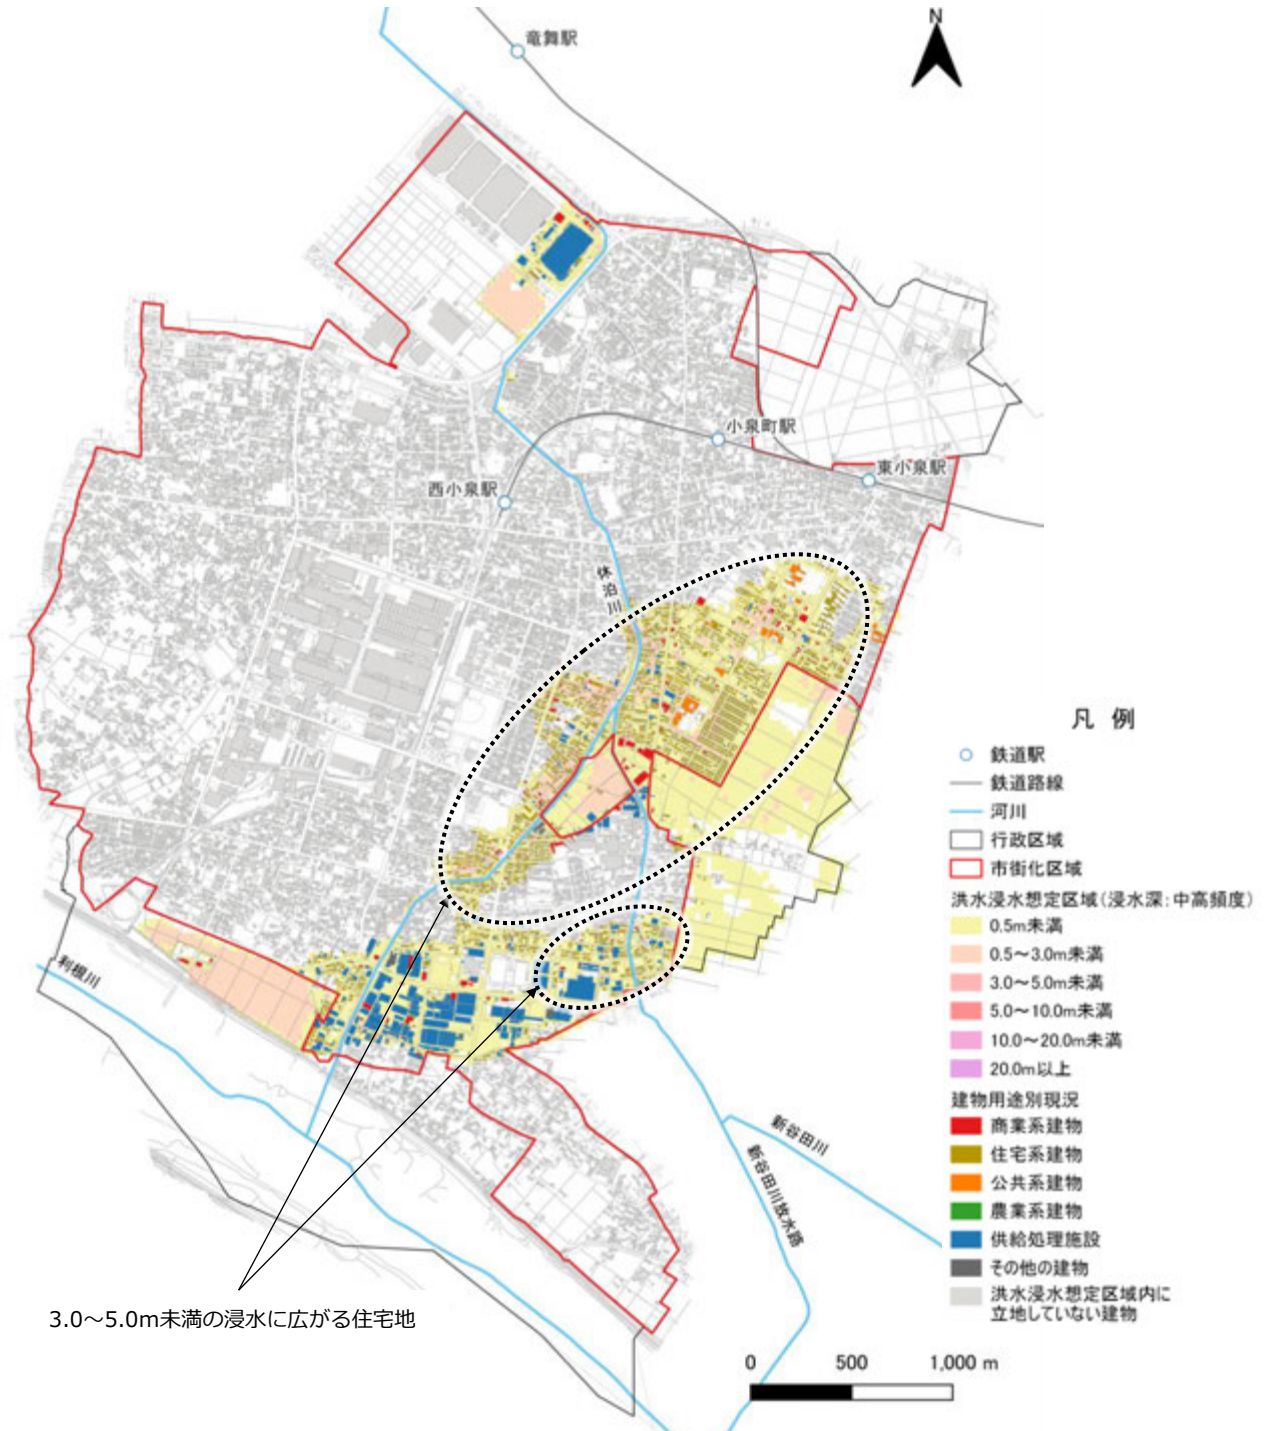 N
竜舞駅
小泉町駅
東小泉駅
西小泉駅
休泊川
利根川
新谷田川
新谷田川放水路
3.0～5.0m未満の浸水に広がる住宅地
凡 例
鉄道駅
鉄道路線
河川
行政区域
市街化区域
洪水浸水想定区域(浸水深:中高頻度)
0.5m未満
0.5～3.0m未満
3.0～5.0m未満
5.0～10.0m未満
10.0～20.0m未満
20.0m以上
建物用途別現況
商業系建物
住宅系建物
公共系建物
農業系建物
供給処理施設
その他の建物
洪水浸水想定区域内に
立地していない建物
0 500 1,000 m